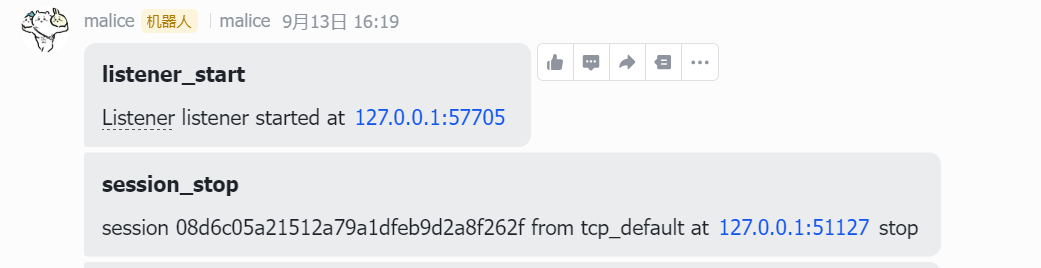 malice 机器人 malice 9月13日 16:19
listener_start
Listener listener started at 127.0.0.1:57705
session_stop
session 08d6c05a21512a79a1dfeb9d2a8f262f from tcp_default at 127.0.0.1:51127 stop